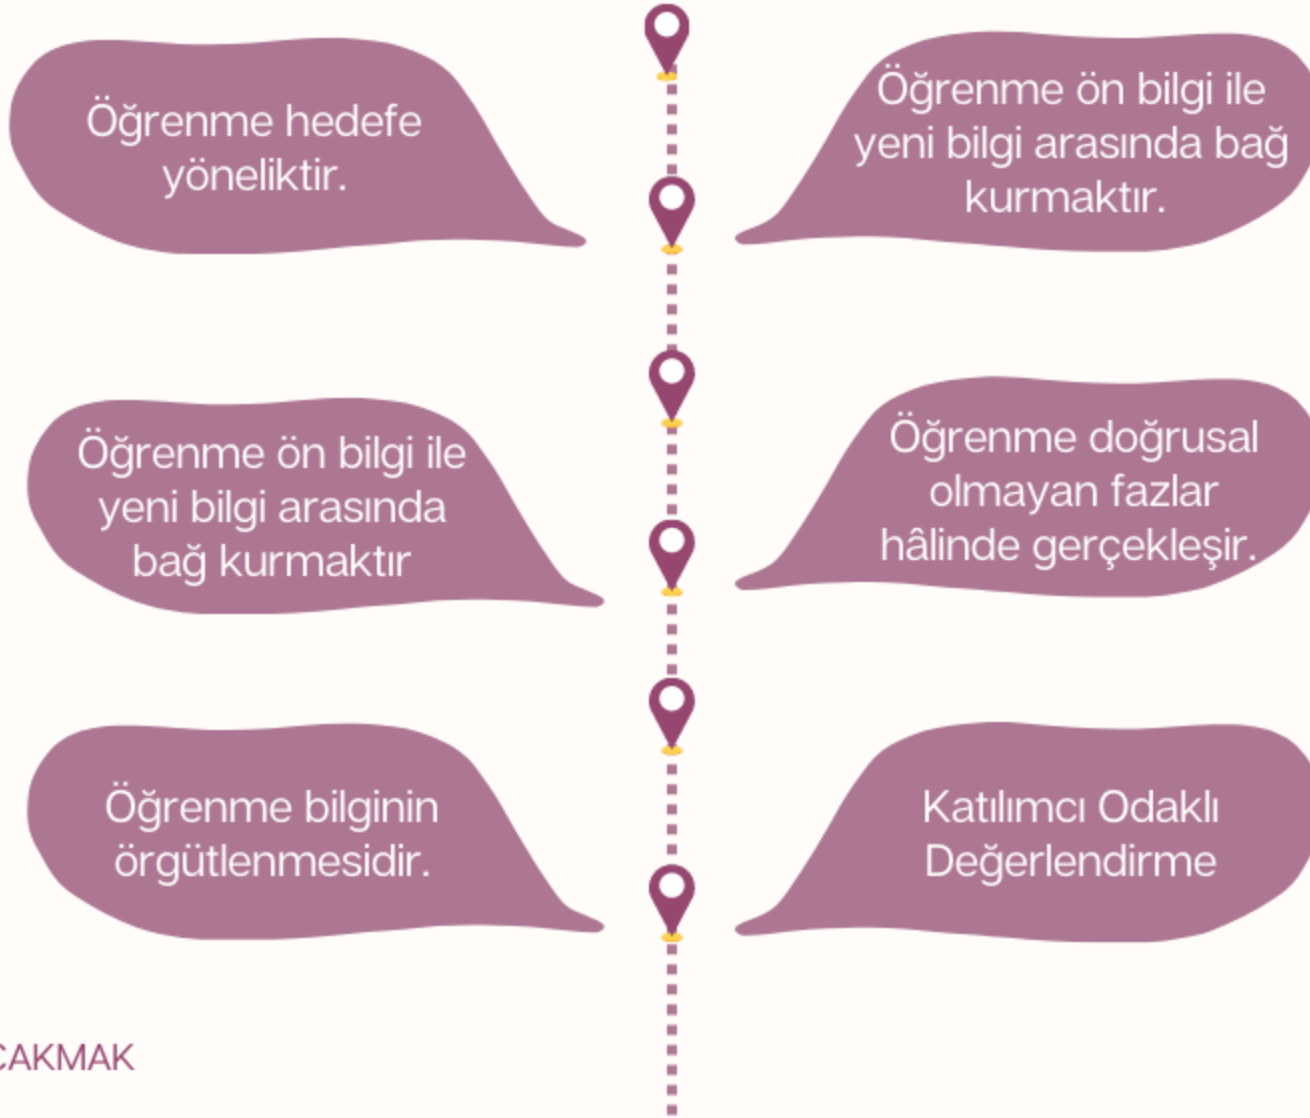 Öğrenme hedefe
yöneliktir.
Öğrenme ön bilgi ile
yeni bilgi arasında bağ
kurmaktır.
Öğrenme ön bilgi ile
yeni bilgi arasında
bağ kurmaktır
Öğrenme doğrusal
olmayan fazlar
hâlinde gerçekleşir.
Öğrenme bilginin
örgütlenmesidir.
Katılımcı Odaklı
Değerlendirme